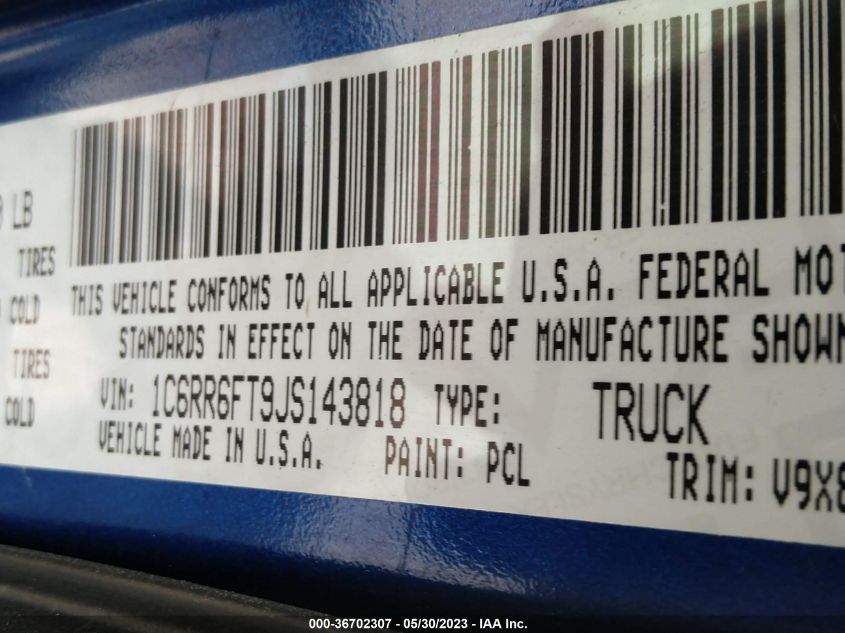 LB
TIRES
COLD
TIRES
COLD
THIS VEHICLE CONFORMS TO ALL APPLICABLE U.S.A. FEDERAL MOT
STANDARDS IN EFFECT ON THE DATE OF MANUFACTURE SHOWN
VIN: 1C6RR6FT9JS143818 TYPE: TRUCK
VEHICLE MADE IN U.S.A. PAINT: PCL TRIM: V9X8
000-36702307 - 05/30/2023 - IAA Inc.